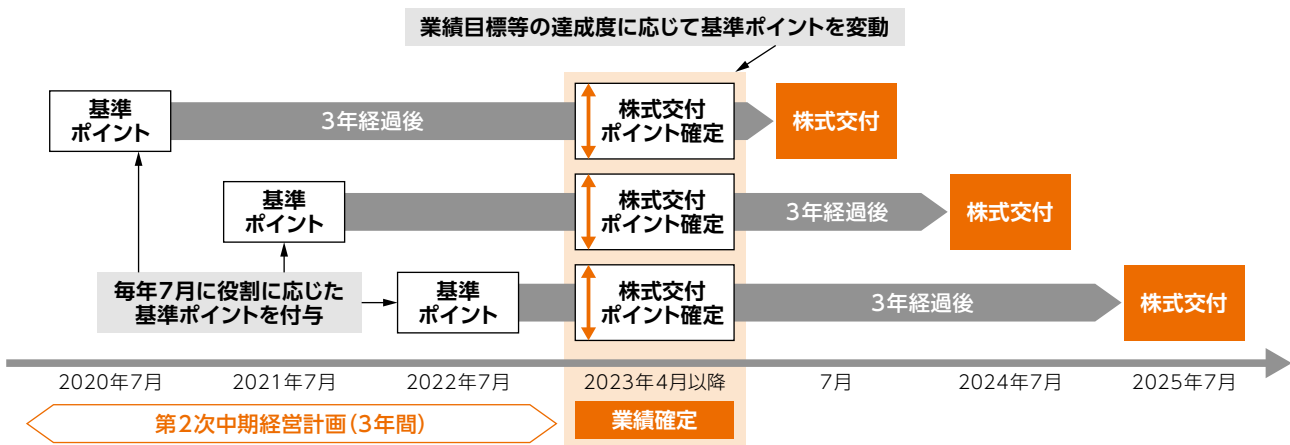 業績目標等の達成度に応じて基準ポイントを変動
基準
ポイント
3年経過後
株式交付
ポイント確定
株式交付
基準
ポイント
株式交付
ポイント確定
3年経過後
株式交付
毎年7月に役割に応じた
基準ポイントを付与
基準
ポイント
株式交付
ポイント確定
3年経過後
株式交付
2020年7月
2021年7月
2022年7月
2023年4月以降
7月
2024年7月
2025年7月
第2次中期経営計画(3年間)
業績確定